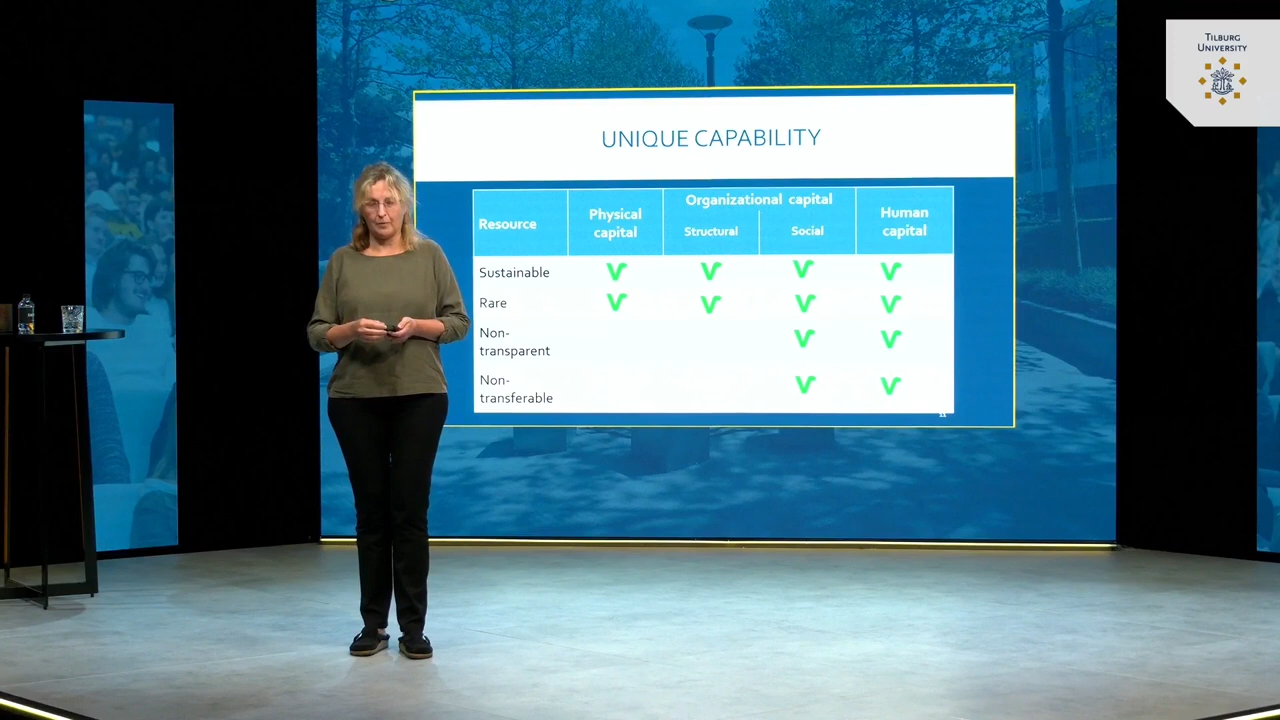 TILBURG
UNIVERSITY
UNIQUE CAPABILITY
Resource
Physical
capital
Organizational capital
Structural
Social
Human
capital
Sustainable
Rare
Non-
transparent
Non-
transferable
11